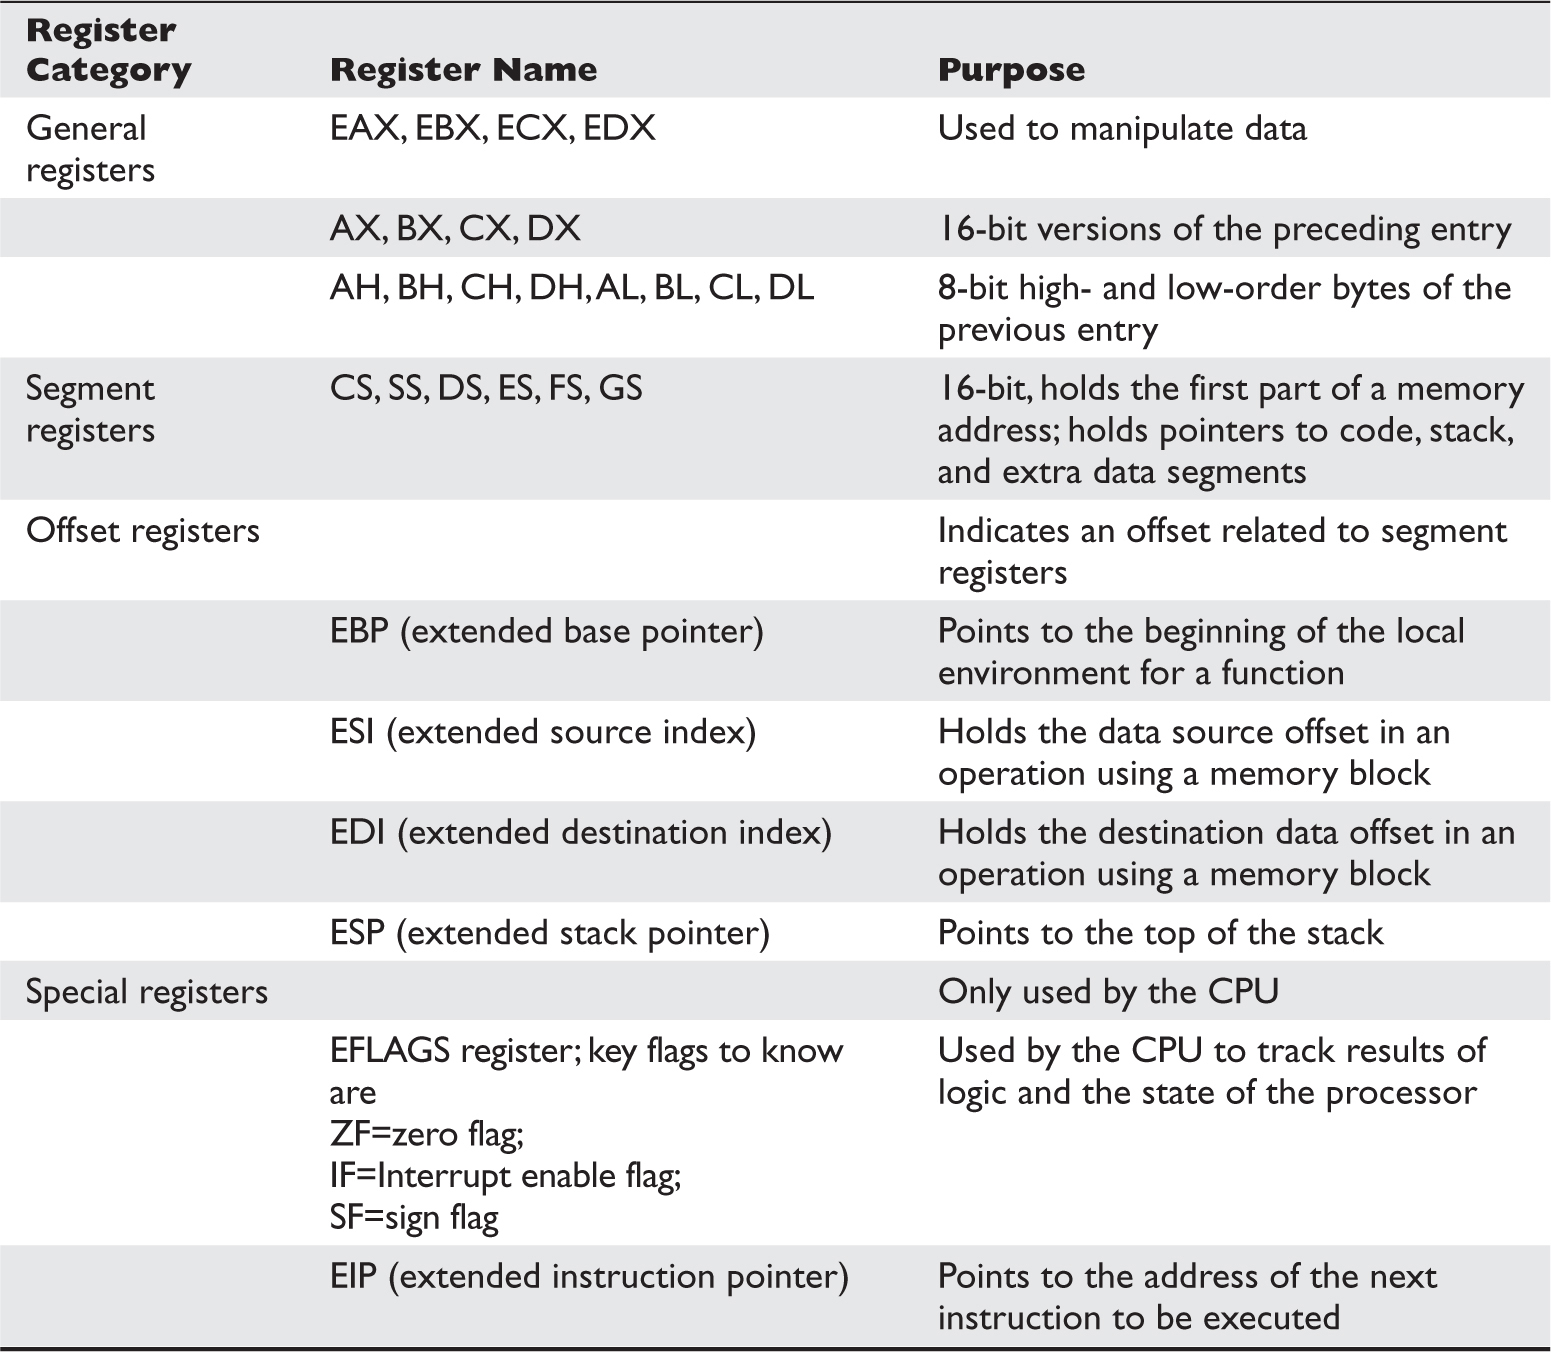 Register
Category
Register Name
Purpose
General
registers
EAX, EBX, ECX, EDX
Used to manipulate data
AX, BX, CX, DX
16-bit versions of the preceding entry
AH, BH, CH, DH, AL, BL, CL, DL
8-bit high- and low-order bytes of the
previous entry
Segment
registers
CS, SS, DS, ES, FS, GS
16-bit, holds the first part of a memory
address; holds pointers to code, stack,
and extra data segments
Offset registers
Indicates an offset related to segment
registers
EBP (extended base pointer)
Points to the beginning of the local
environment for a function
ESI (extended source index)
Holds the data source offset in an
operation using a memory block
EDI (extended destination index)
Holds the destination data offset in an
operation using a memory block
ESP (extended stack pointer)
Points to the top of the stack
Special registers
Only used by the CPU
EFLAGS register; key flags to know
are
ZF=zero flag;
IF=Interrupt enable flag;
SF=sign flag
Used by the CPU to track results of
logic and the state of the processor
EIP (extended instruction pointer)
Points to the address of the next
instruction to be executed